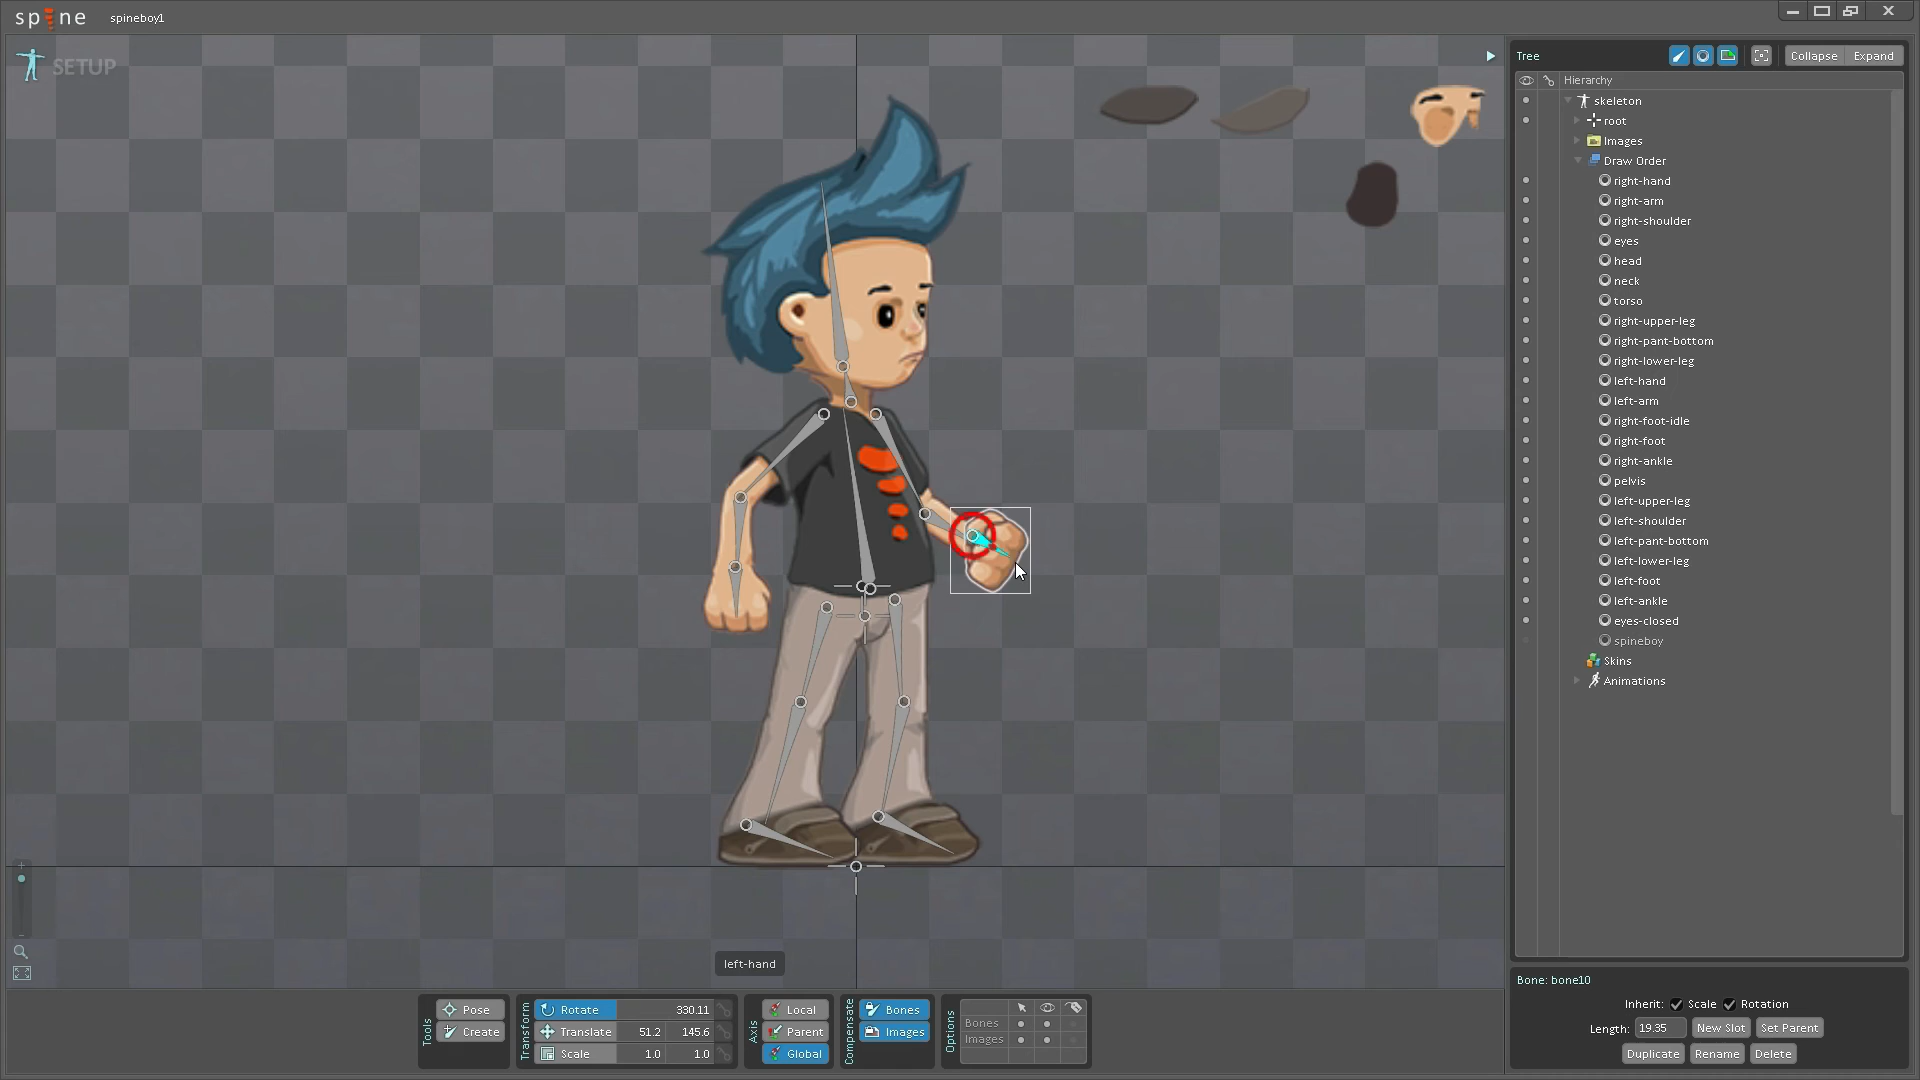 spine spineboy1
SETUP
Tree Collapse Expand
Hierarchy
skeleton
root
Images
Draw Order
right-hand
right-arm
right-shoulder
eyes
head
neck
torso
right-upper-leg
right-pant-bottom
right-lower-leg
left-hand
left-arm
right-foot-idle
right-foot
right-ankle
pelvis
left-upper-leg
left-shoulder
left-pant-bottom
left-lower-leg
left-foot
left-ankle
eyes-closed
spineboy
Skins
Animations
left-hand
Tools
Pose
Create
Transform
Rotate 330.11
Translate 51.2 145.6
Scale 1.0 1.0
Axis
Local
Parent
Global
Compensate
Bones
Images
Options
Bones
Images
Bone: bone10
Inherit: Scale Rotation
Length: 19.35 New Slot Set Parent
Duplicate Rename Delete